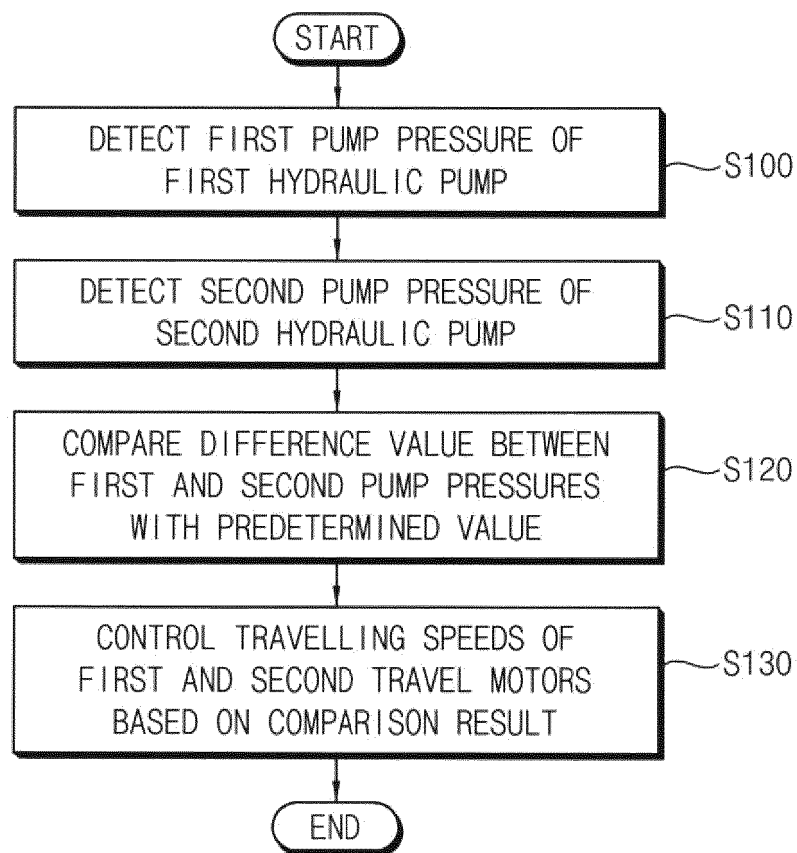 START
DETECT FIRST PUMP PRESSURE OF
FIRST HYDRAULIC PUMP
S100
DETECT SECOND PUMP PRESSURE OF
SECOND HYDRAULIC PUMP
S110
COMPARE DIFFERENCE VALUE BETWEEN
FIRST AND SECOND PUMP PRESSURES
WITH PREDETERMINED VALUE
S120
CONTROL TRAVELLING SPEEDS OF
FIRST AND SECOND TRAVEL MOTORS
BASED ON COMPARISON RESULT
S130
END